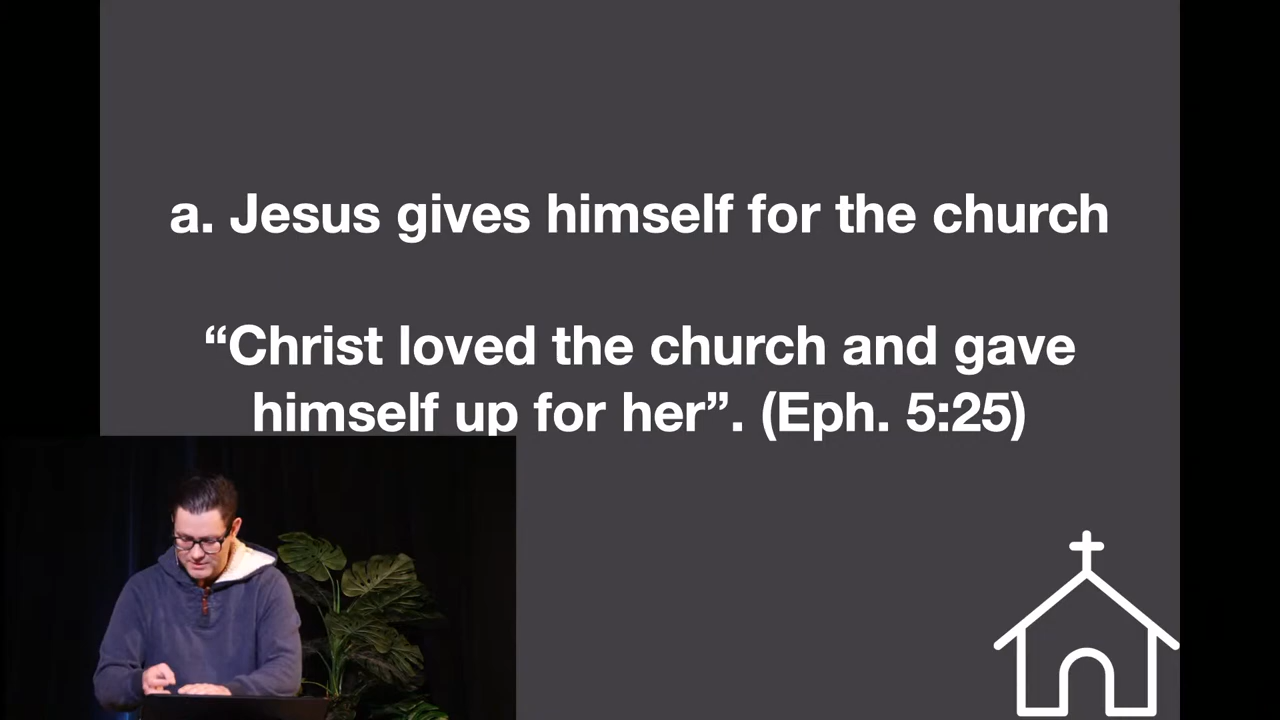 a. Jesus gives himself for the church
“Christ loved the church and gave
himself up for her”. (Eph. 5:25)